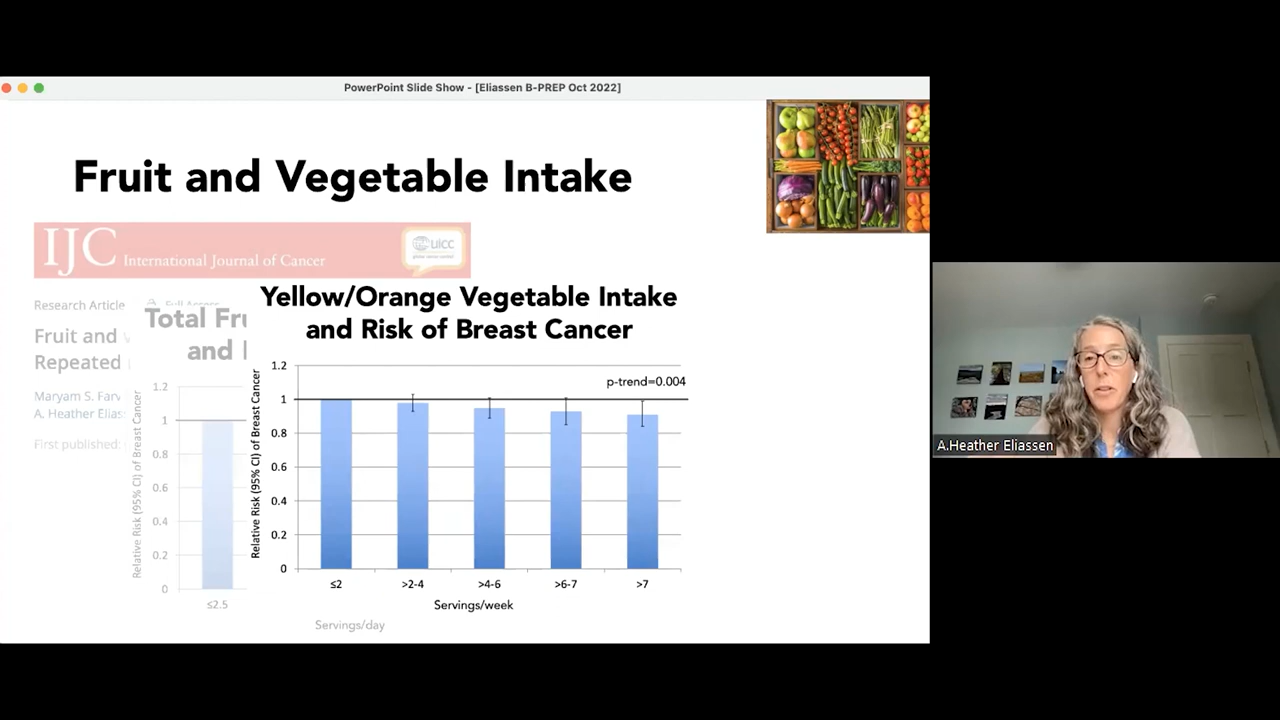 PowerPoint Slide Show - [Eliassen B-PREP Oct 2022]
Fruit and Vegetable Intake
IJC International Journal of Cancer
uicc
Research Article
Full Access
Fruit and
Repeated
Maryam S. Farv
A. Heather Elias
First published:
Total Fru
and
Relative Risk (95% CI) of Breast Cancer
1.2
1
0.8
0.6
0.4
0.2
0
≤2.5
Servings/day
Yellow/Orange Vegetable Intake
and Risk of Breast Cancer
Relative Risk (95% CI) of Breast Cancer
1.2
1
0.8
0.6
0.4
0.2
0
p-trend=0.004
≤2 >2-4 >4-6 >6-7 >7
Servings/week
A.Heather Eliassen